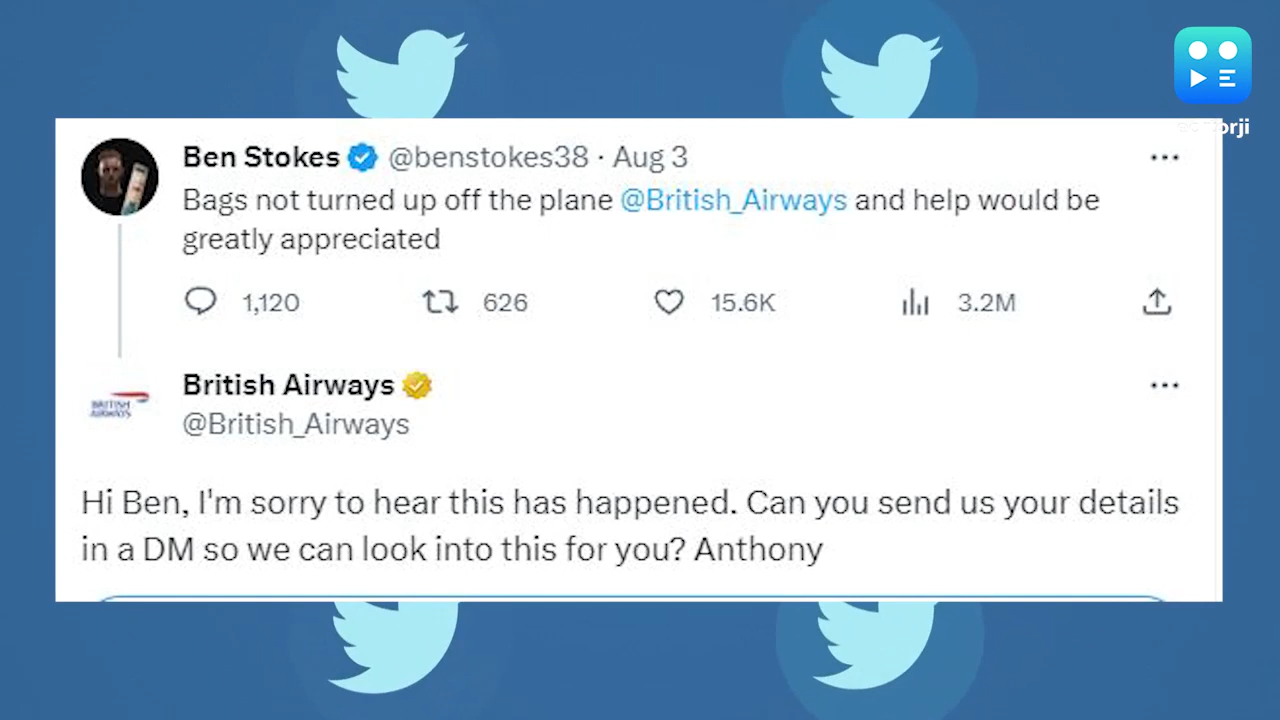 Ben Stokes @benstokes38 · Aug 3
Bags not turned up off the plane @British_Airways and help would be
greatly appreciated
1,120 626 15.6K 3.2M
British Airways
BRITISH
AIRWAYS
@British_Airways
Hi Ben, I'm sorry to hear this has happened. Can you send us your details
in a DM so we can look into this for you? Anthony